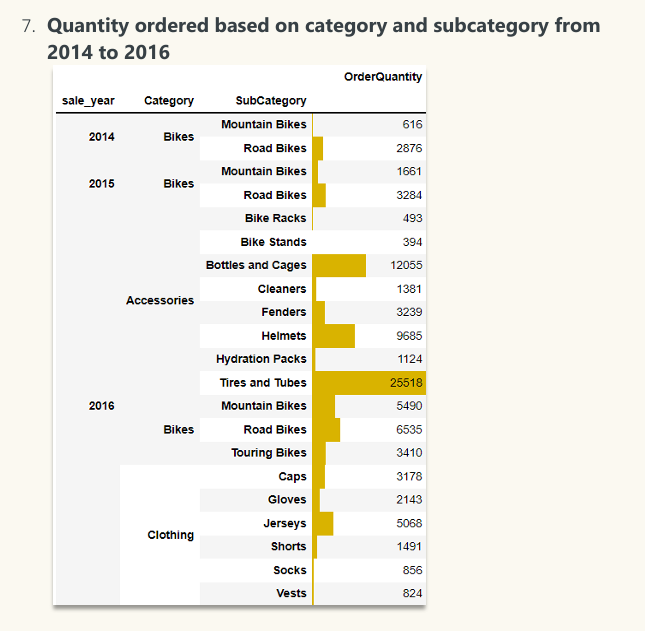 7. Quantity ordered based on category and subcategory from
2014 to 2016
OrderQuantity
sale_year Category SubCategory
2014 Bikes Mountain Bikes 616
Road Bikes 2876
2015 Bikes Mountain Bikes 1661
Road Bikes 3284
2016 Accessories Bike Racks 493
Bike Stands 394
Bottles and Cages 12055
Cleaners 1381
Fenders 3239
Helmets 9685
Hydration Packs 1124
Tires and Tubes 25518
Bikes Mountain Bikes 5490
Road Bikes 6535
Touring Bikes 3410
Clothing Caps 3178
Gloves 2143
Jerseys 5068
Shorts 1491
Socks 856
Vests 824